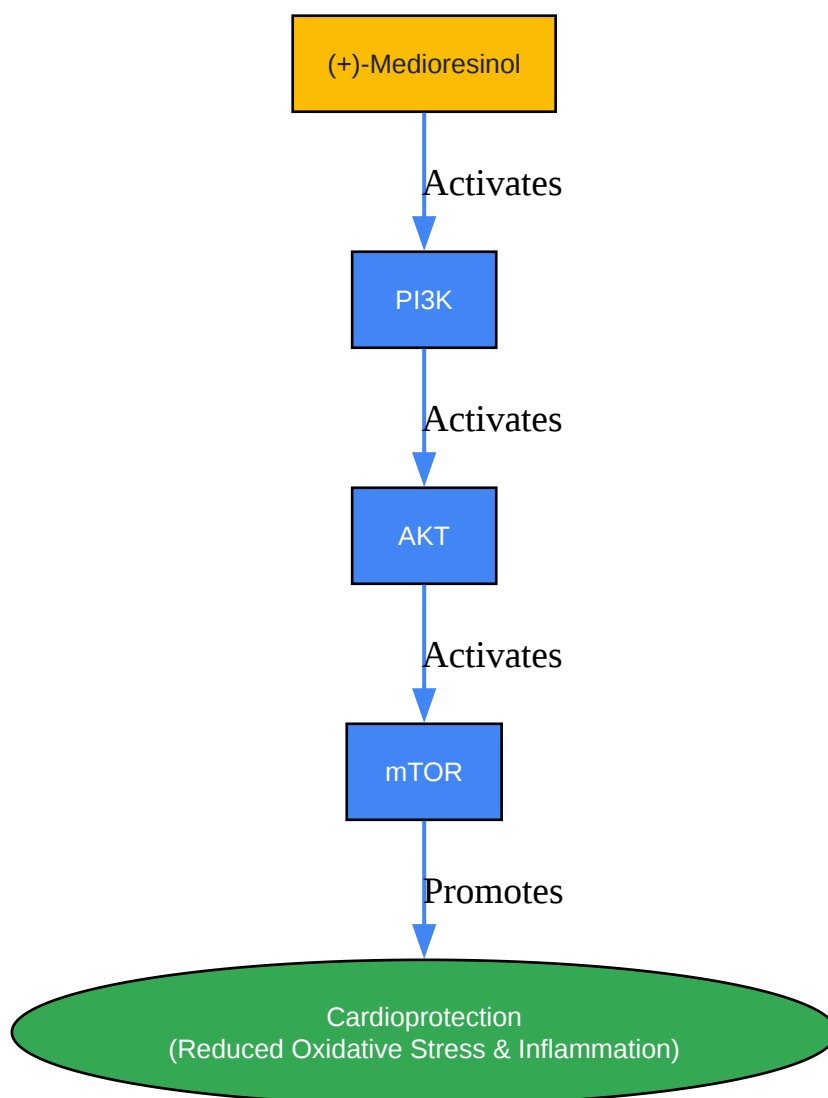 (+)-Medioresinol
Activates
PI3K
Activates
AKT
Activates
mTOR
Promotes
Cardioprotection
(Reduced Oxidative Stress & Inflammation)